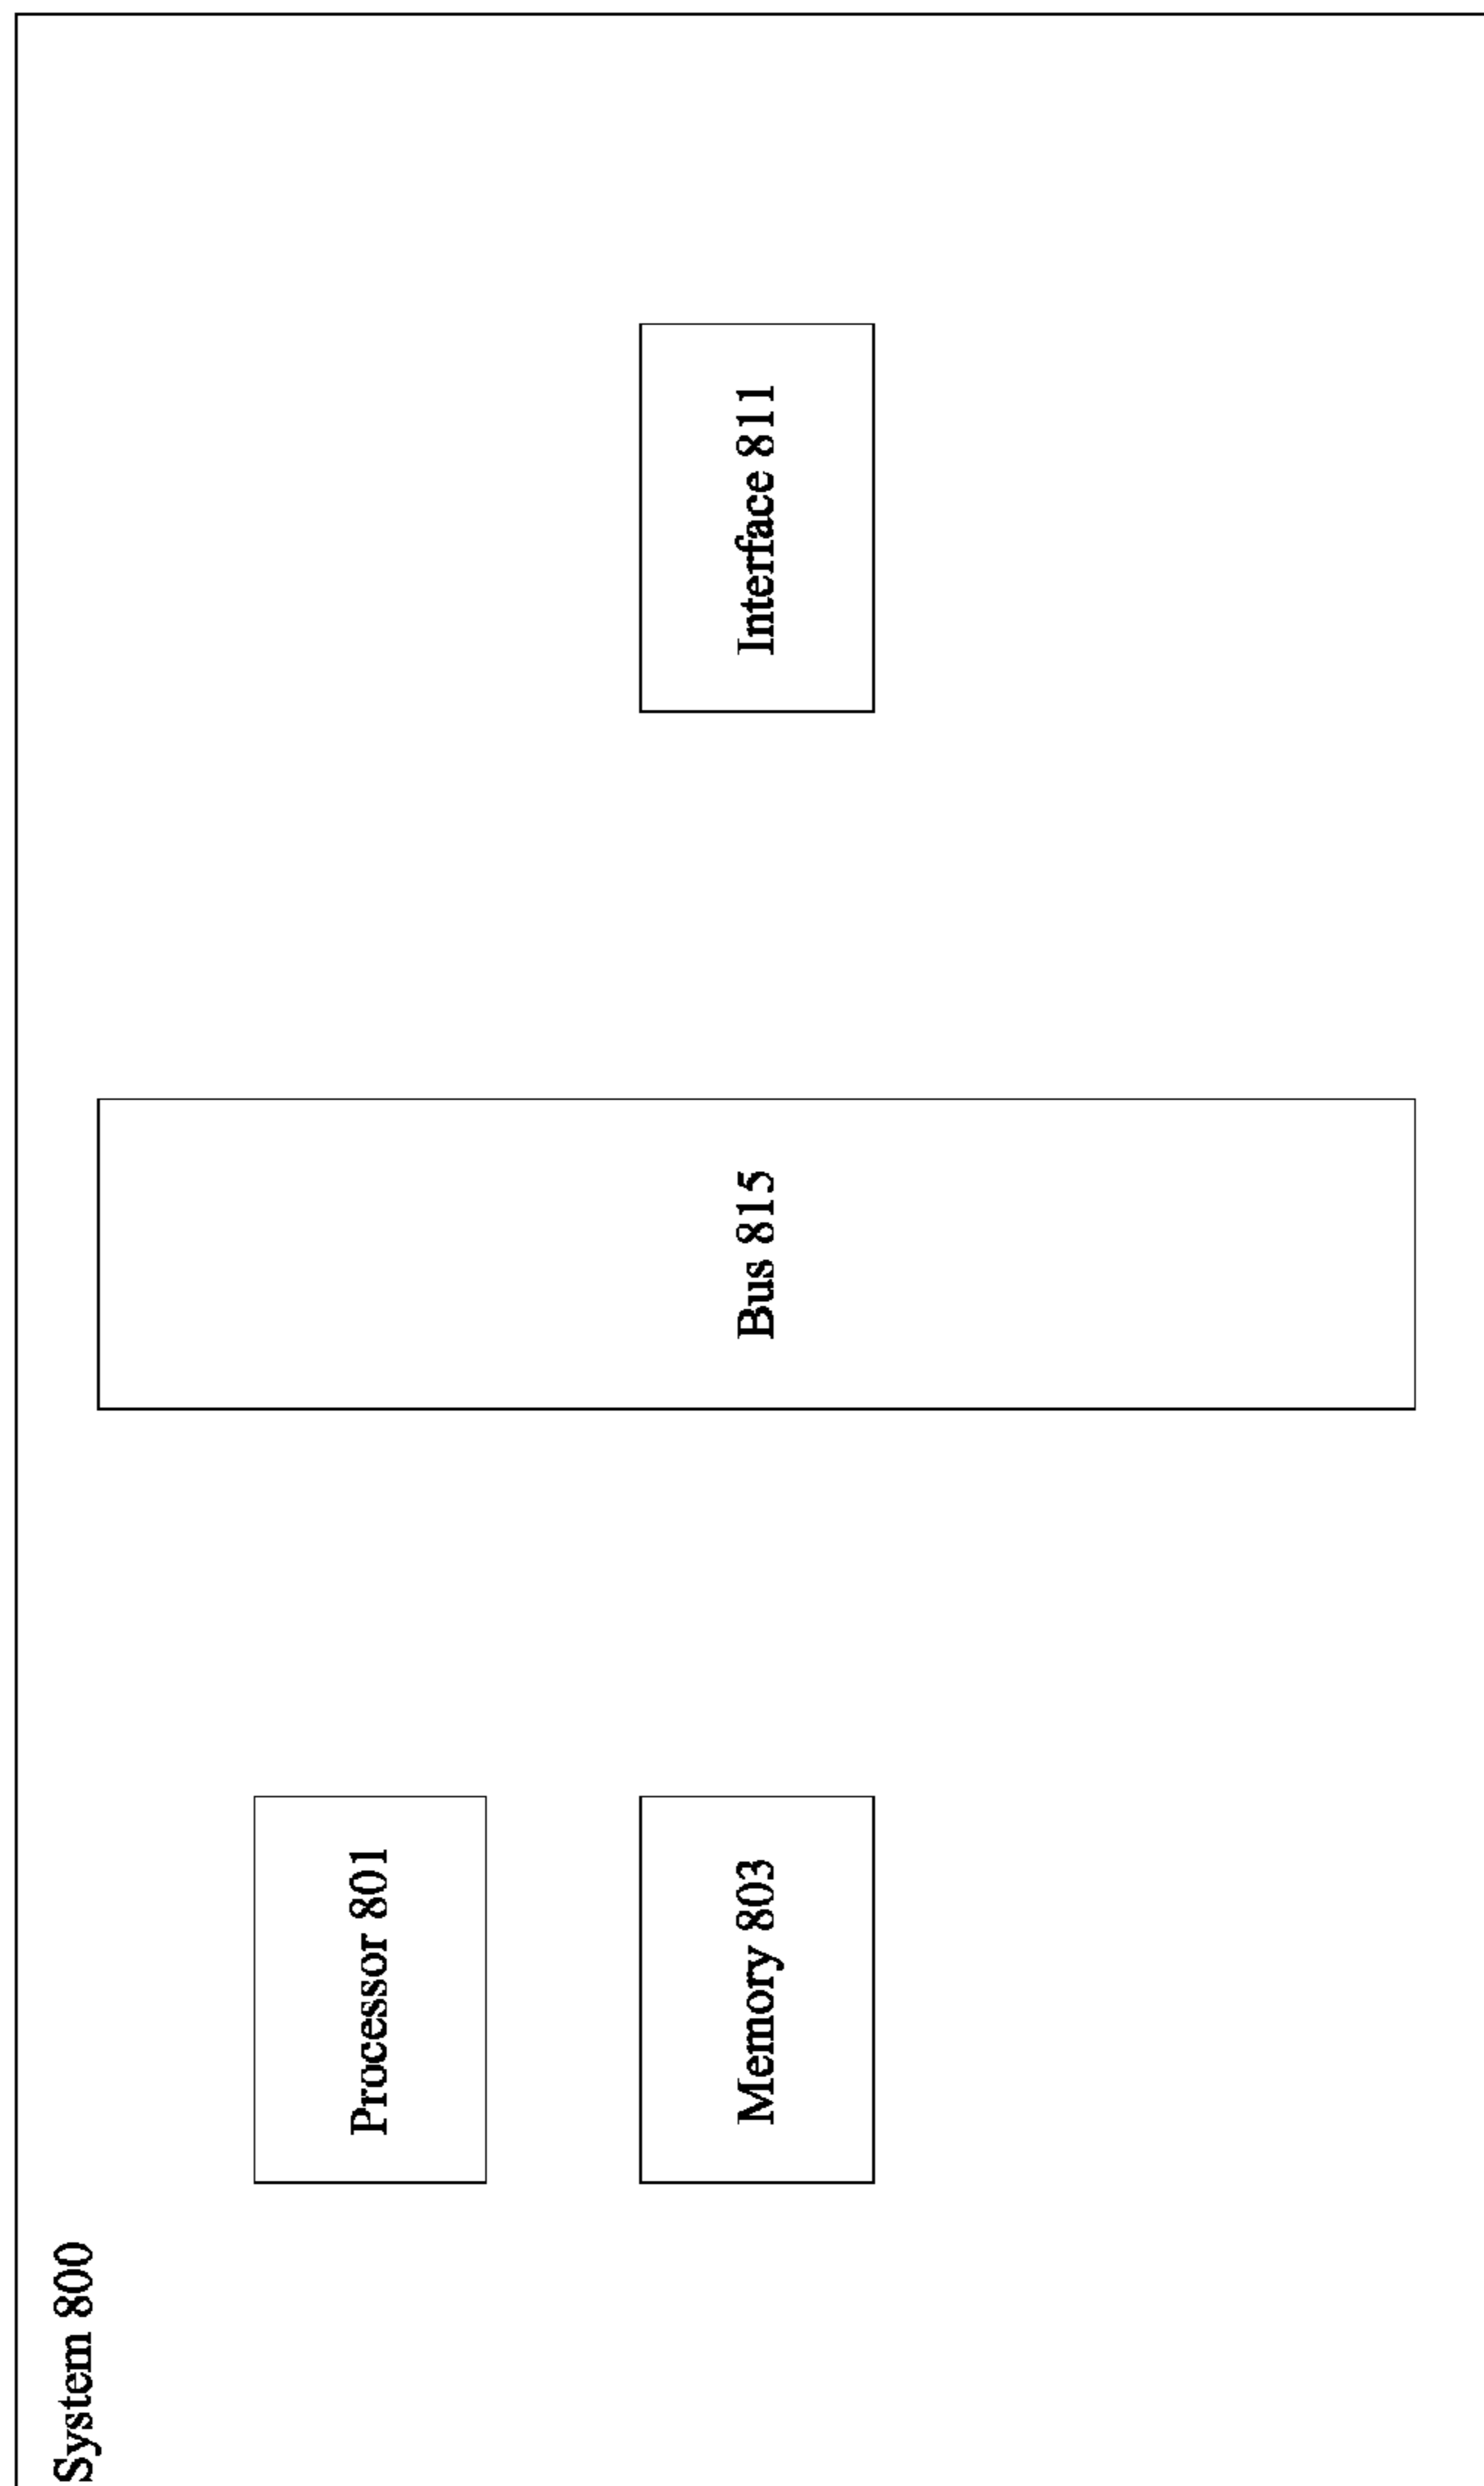 System 800
Processor 801
Memory 803
Bus 815
Interface 811